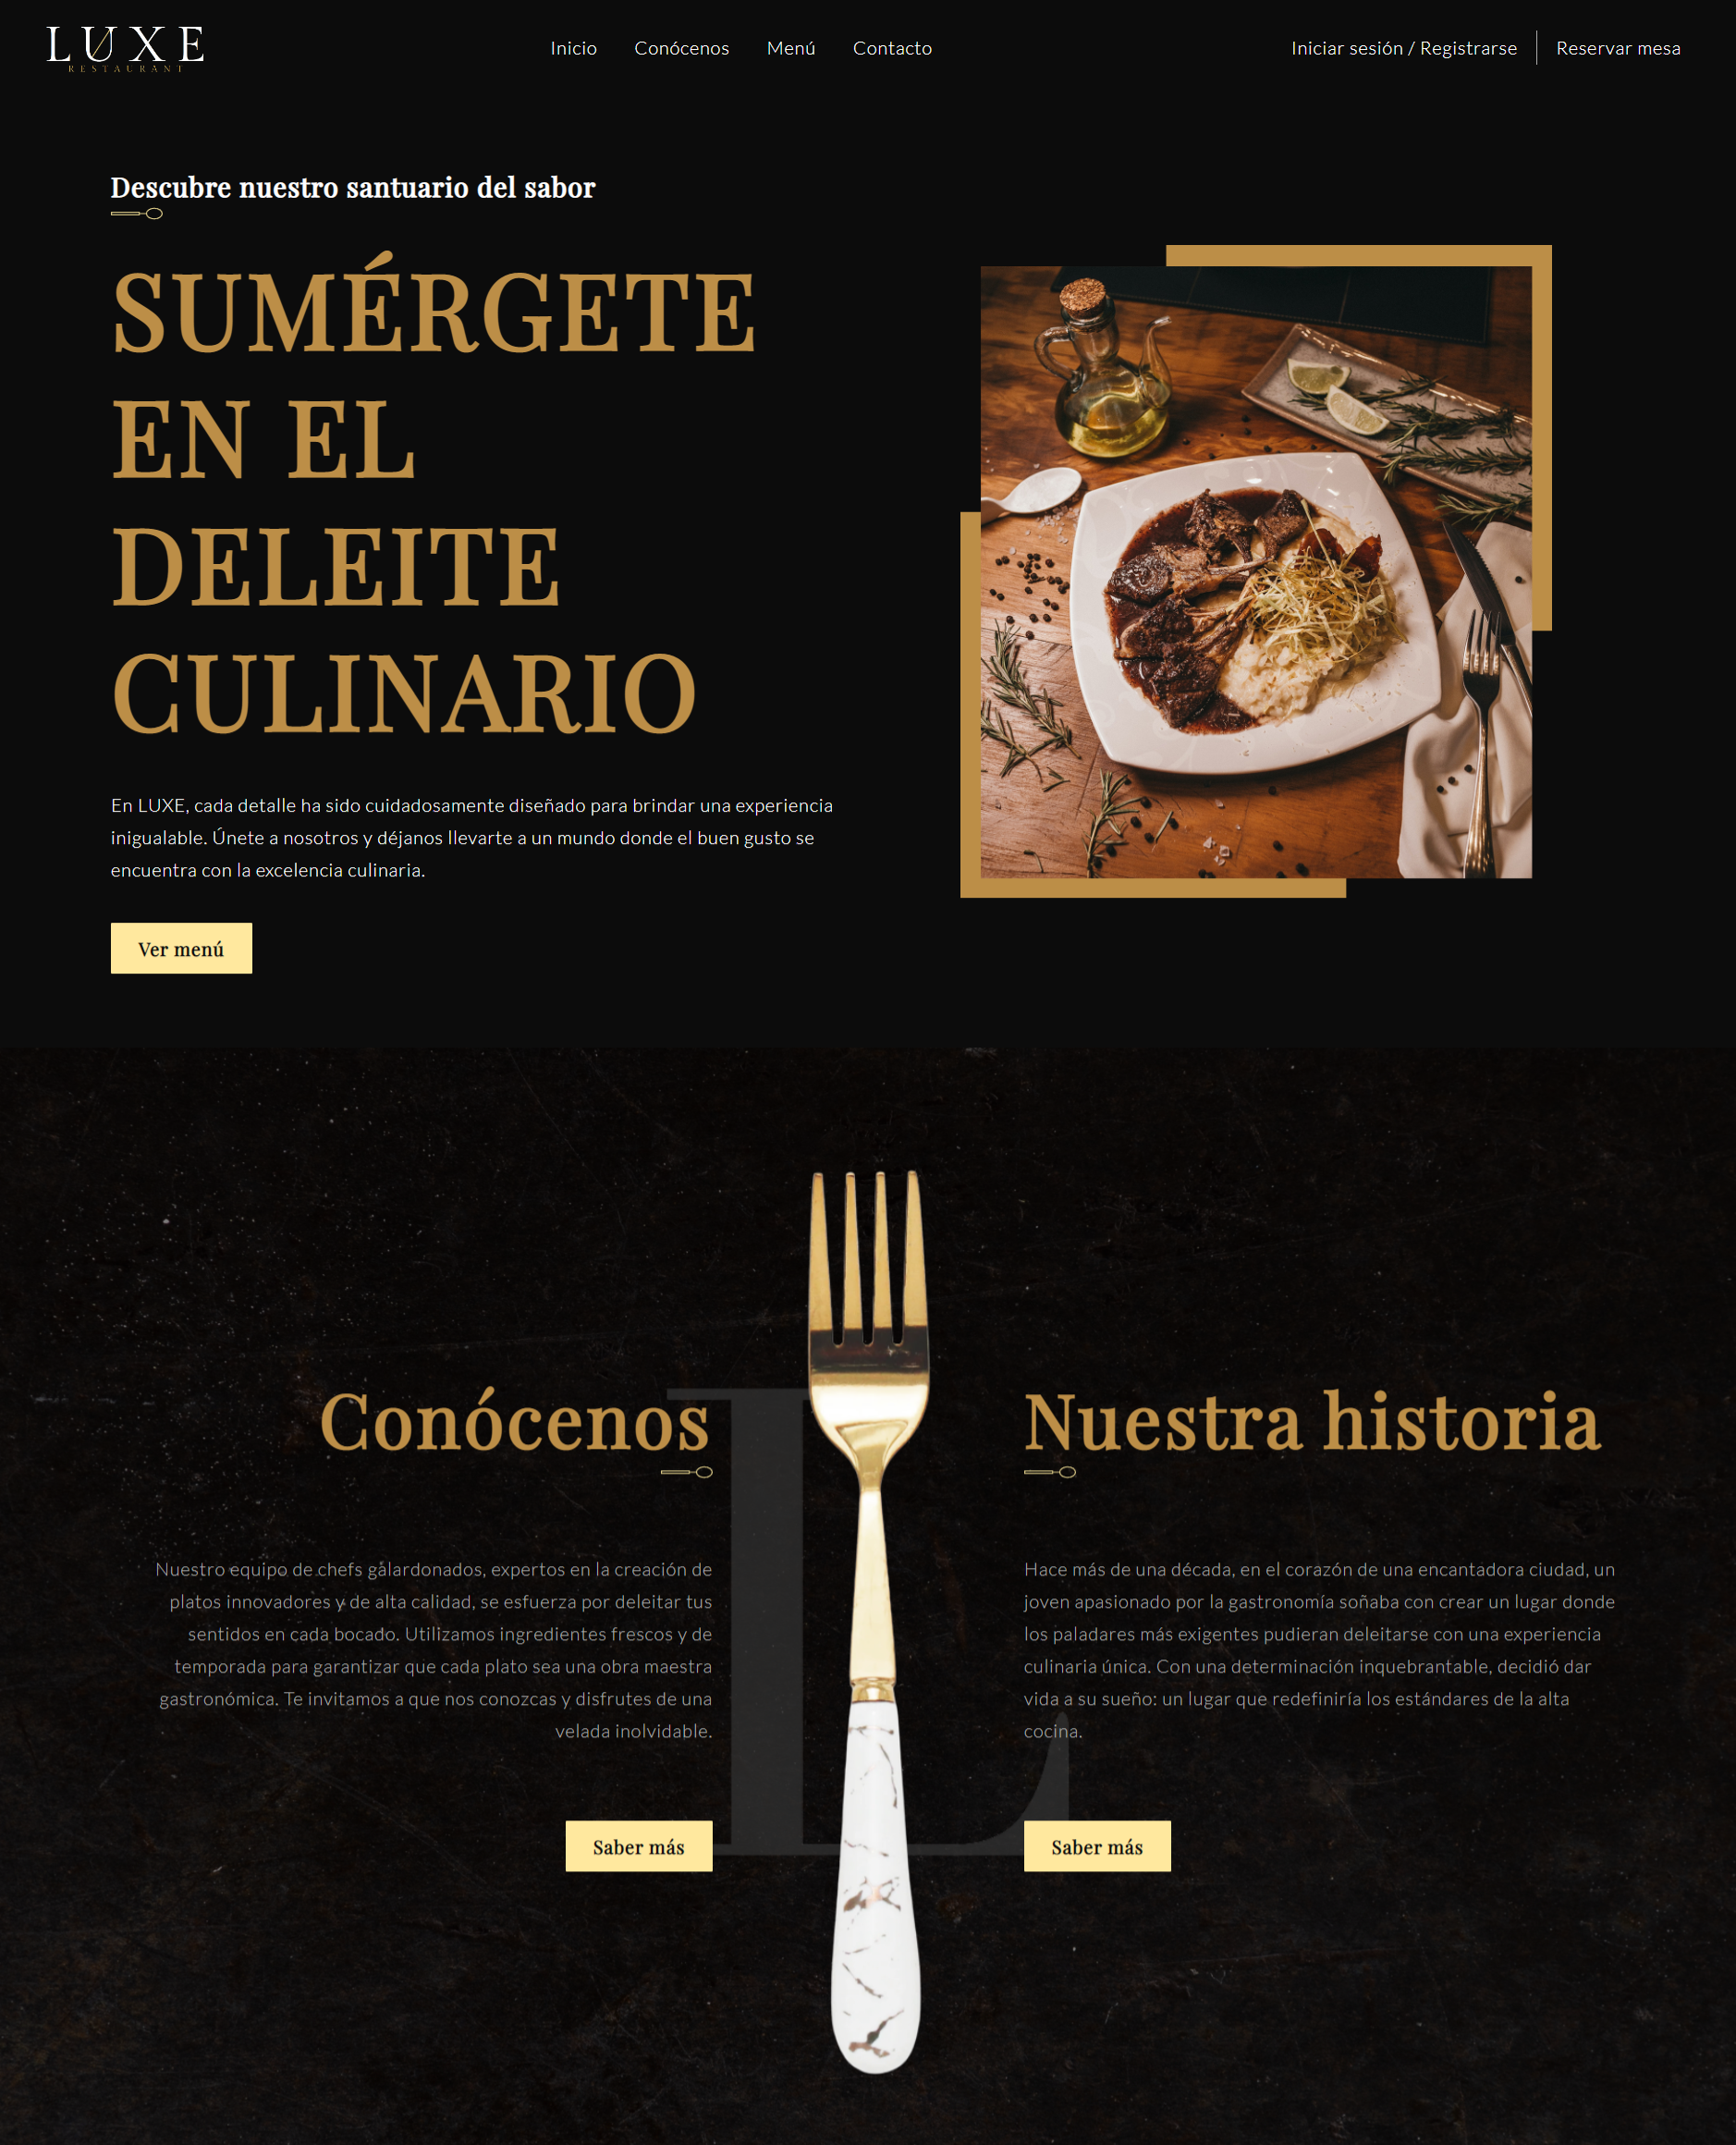 LUXE
RESTAURANT
Inicio Conócenos Menú Contacto
Iniciar sesión / Registrarse Reservar mesa
Descubre nuestro santuario del sabor
SUMÉRGETE
EN EL
DELEITE
CULINARIO
En LUXE, cada detalle ha sido cuidadosamente diseñado para brindar una experiencia
inigualable. Únete a nosotros y déjanos llevarte a un mundo donde el buen gusto se
encuentra con la excelencia culinaria.
Ver menú
L
Conócenos
Nuestro equipo de chefs galardonados, expertos en la creación de
platos innovadores y de alta calidad, se esfuerza por deleitar tus
sentidos en cada bocado. Utilizamos ingredientes frescos y de
temporada para garantizar que cada plato sea una obra maestra
gastronómica. Te invitamos a que nos conozcas y disfrutes de una
velada inolvidable.
Saber más
Nuestra historia
Hace más de una década, en el corazón de una encantadora ciudad, un
joven apasionado por la gastronomía soñaba con crear un lugar donde
los paladares más exigentes pudieran deleitarse con una experiencia
culinaria única. Con una determinación inquebrantable, decidió dar
vida a su sueño: un lugar que redefiniría los estándares de la alta
cocina.
Saber más